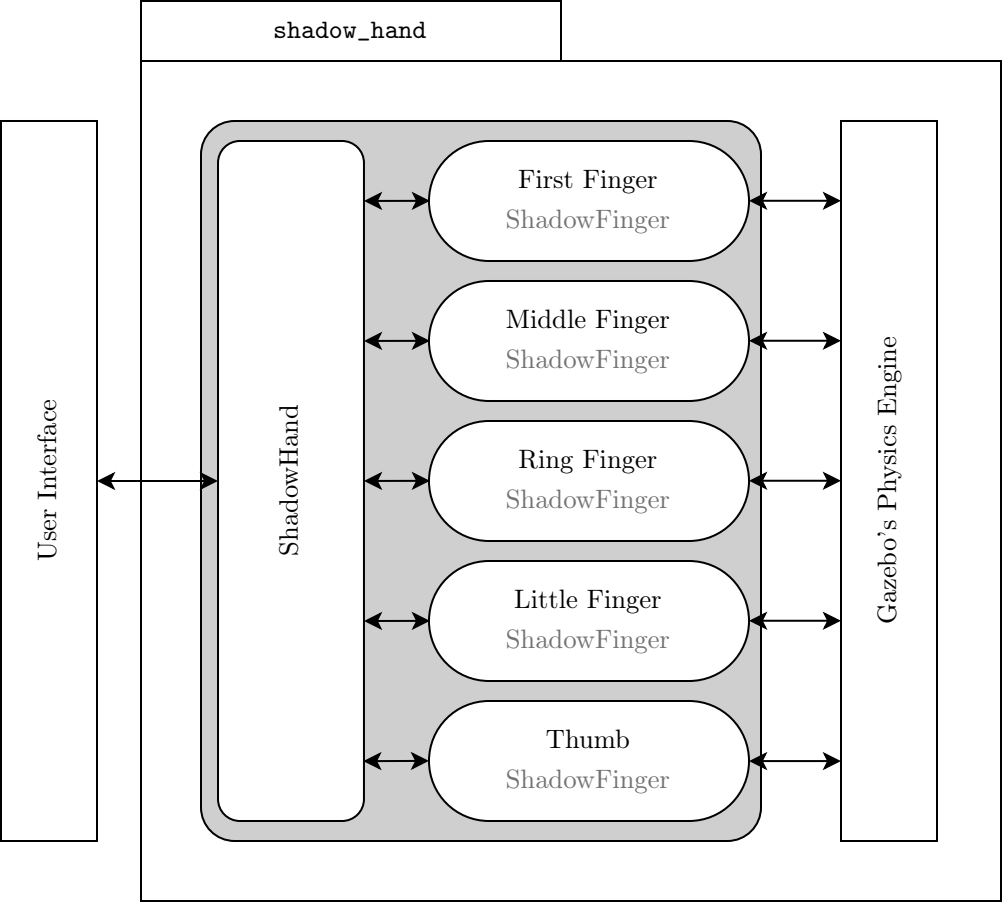 shadow_hand
User Interface
ShadowHand
First Finger
ShadowFinger
Middle Finger
ShadowFinger
Ring Finger
ShadowFinger
Little Finger
ShadowFinger
Thumb
ShadowFinger
Gazebo's Physics Engine